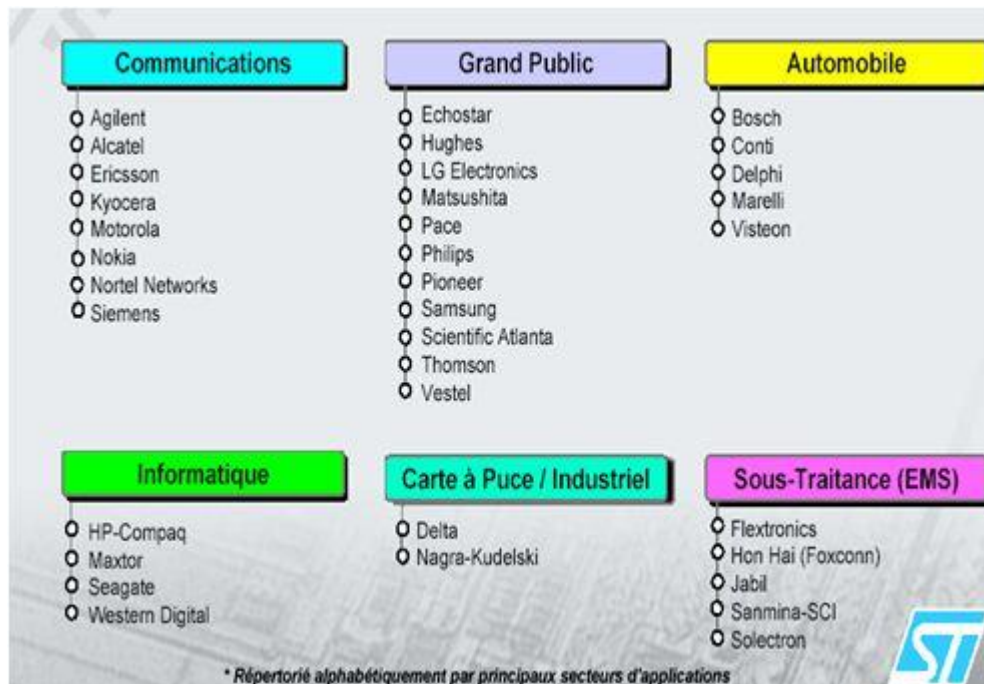 Communications
Agilent
Alcatel
Ericsson
Kyocera
Motorola
Nokia
Nortel Networks
Siemens
Grand Public
Echostar
Hughes
LG Electronics
Matsushita
Pace
Philips
Pioneer
Samsung
Scientific Atlanta
Thomson
Vestel
Automobile
Bosch
Conti
Delphi
Marelli
Visteon
Informatique
HP-Compaq
Maxtor
Seagate
Western Digital
Carte à Puce / Industriel
Delta
Nagra-Kudelski
Sous-Traitance (EMS)
Flextronics
Hon Hai (Foxconn)
Jabil
Sanmina-SCI
Solectron
ST
* Répertorié alphabétiquement par principaux secteurs d'applications